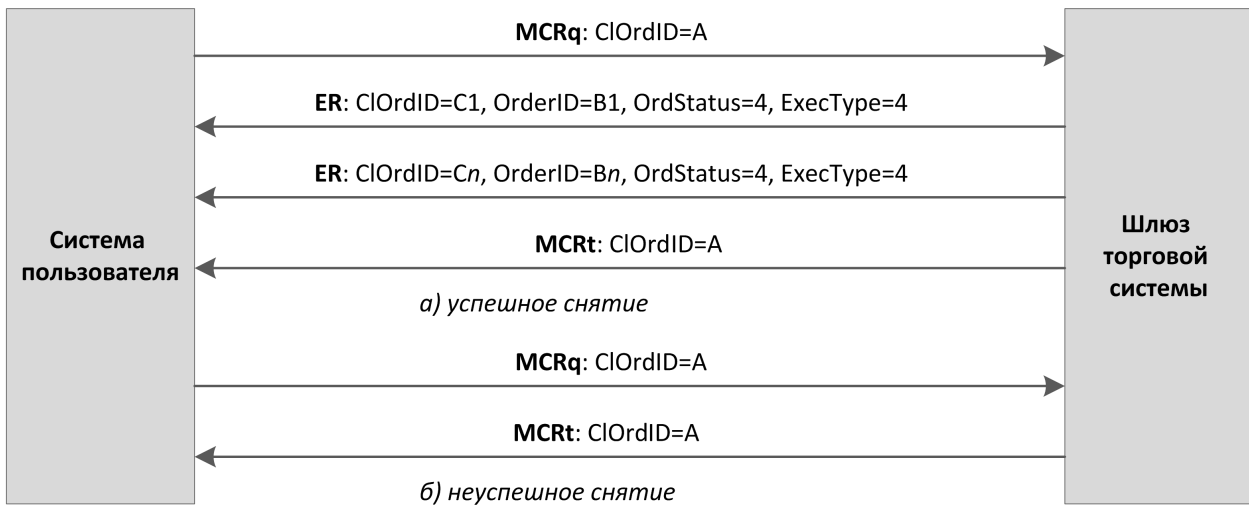 MCRq: ClOrdID=A
ER: ClOrdID=C1, OrderID=B1, OrdStatus=4, ExecType=4
ER: ClOrdID=Cn, OrderID=Bn, OrdStatus=4, ExecType=4
Система
пользователя
MCRt: ClOrdID=A
Шлюз
торговой
системы
а) успешное снятие
MCRq: ClOrdID=A
MCRt: ClOrdID=A
б) неуспешное снятие